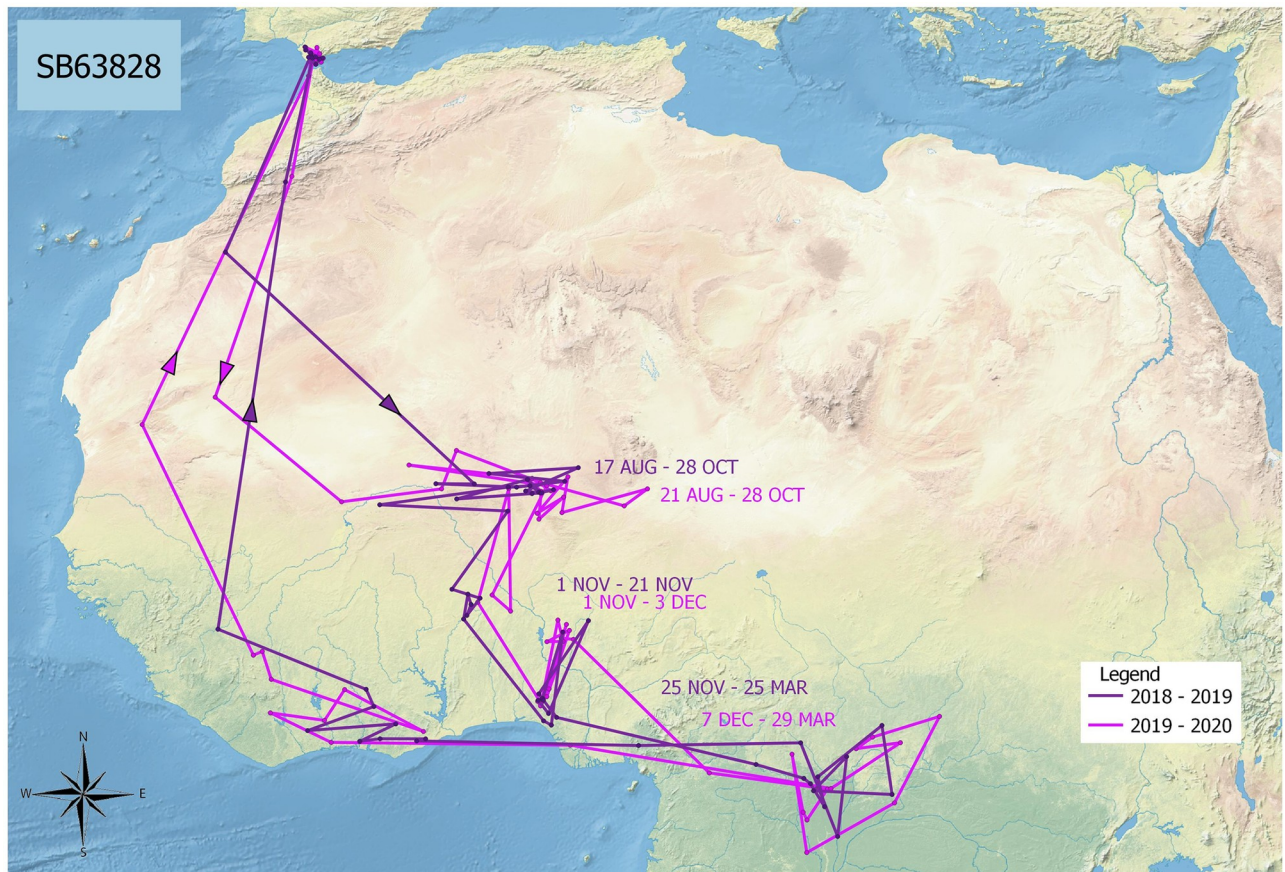 SB63828
17 AUG - 28 OCT
21 AUG - 28 OCT
1 NOV - 21 NOV
1 NOV - 3 DEC
25 NOV - 25 MAR
7 DEC - 29 MAR
Legend
2018 - 2019
2019 - 2020
N
W E
S